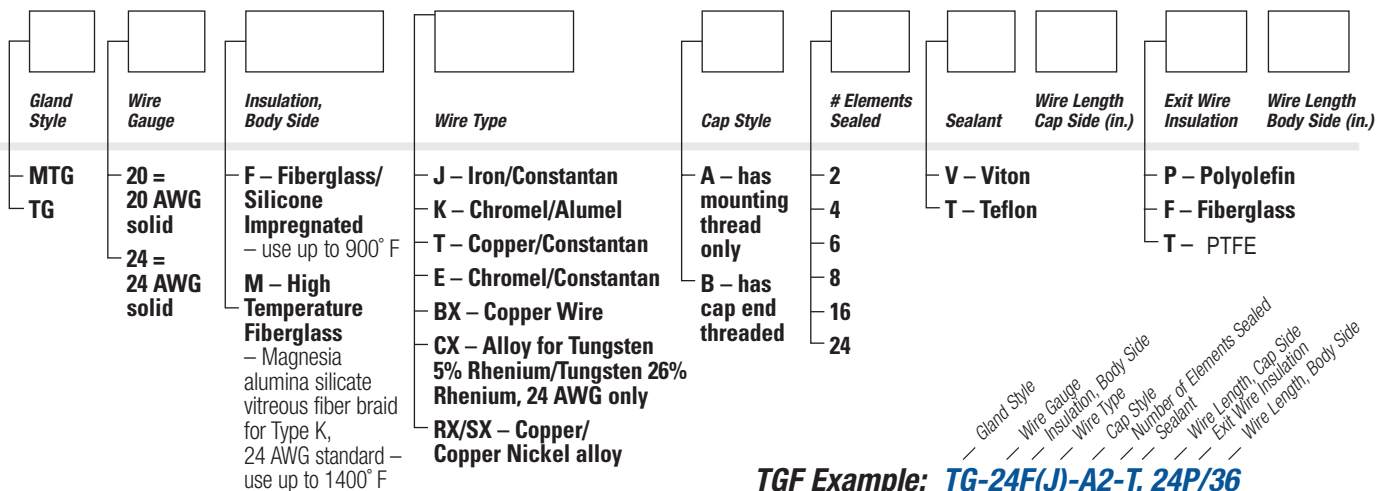 Gland
Style
Wire
Gauge
Insulation,
Body Side
Wire Type
Cap Style
# Elements
Sealed
Sealant
Wire Length
Cap Side (in.)
Exit Wire
Insulation
Wire Length
Body Side (in.)
MTG
TG
20 =
20 AWG
solid
24 =
24 AWG
solid
F – Fiberglass/
Silicone
Impregnated
– use up to 900˚ F
M – High
Temperature
Fiberglass
– Magnesia
alumina silicate
vitreous fiber braid
for Type K,
24 AWG standard –
use up to 1400˚ F
J – Iron/Constantan
K – Chromel/Alumel
T – Copper/Constantan
E – Chromel/Constantan
BX – Copper Wire
CX – Alloy for Tungsten
5% Rhenium/Tungsten 26%
Rhenium, 24 AWG only
RX/SX – Copper/
Copper Nickel alloy
A – has
mounting
thread
only
B – has
cap end
threaded
2
4
6
8
16
24
V – Viton
T – Teflon
P – Polyolefin
F – Fiberglass
T – PTFE
Gland Style
Wire Gauge
Insulation, Body Side
Wire Type
Cap Style
Number of Elements Sealed
Sealant
Wire Length, Cap Side
Exit Wire Insulation
Wire Length, Body Side
TGF Example: TG-24F(J)-A2-T, 24P/36